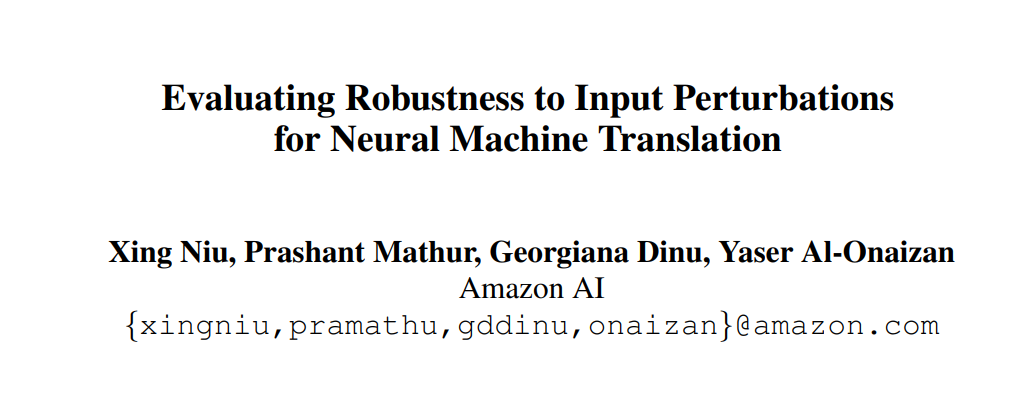 Evaluating Robustness to Input Perturbations
for Neural Machine Translation
Xing Niu, Prashant Mathur, Georgiana Dinu, Yaser Al-Onaizan
Amazon AI
{xingniu,pramathu,gddinu,onaizan}@amazon.com